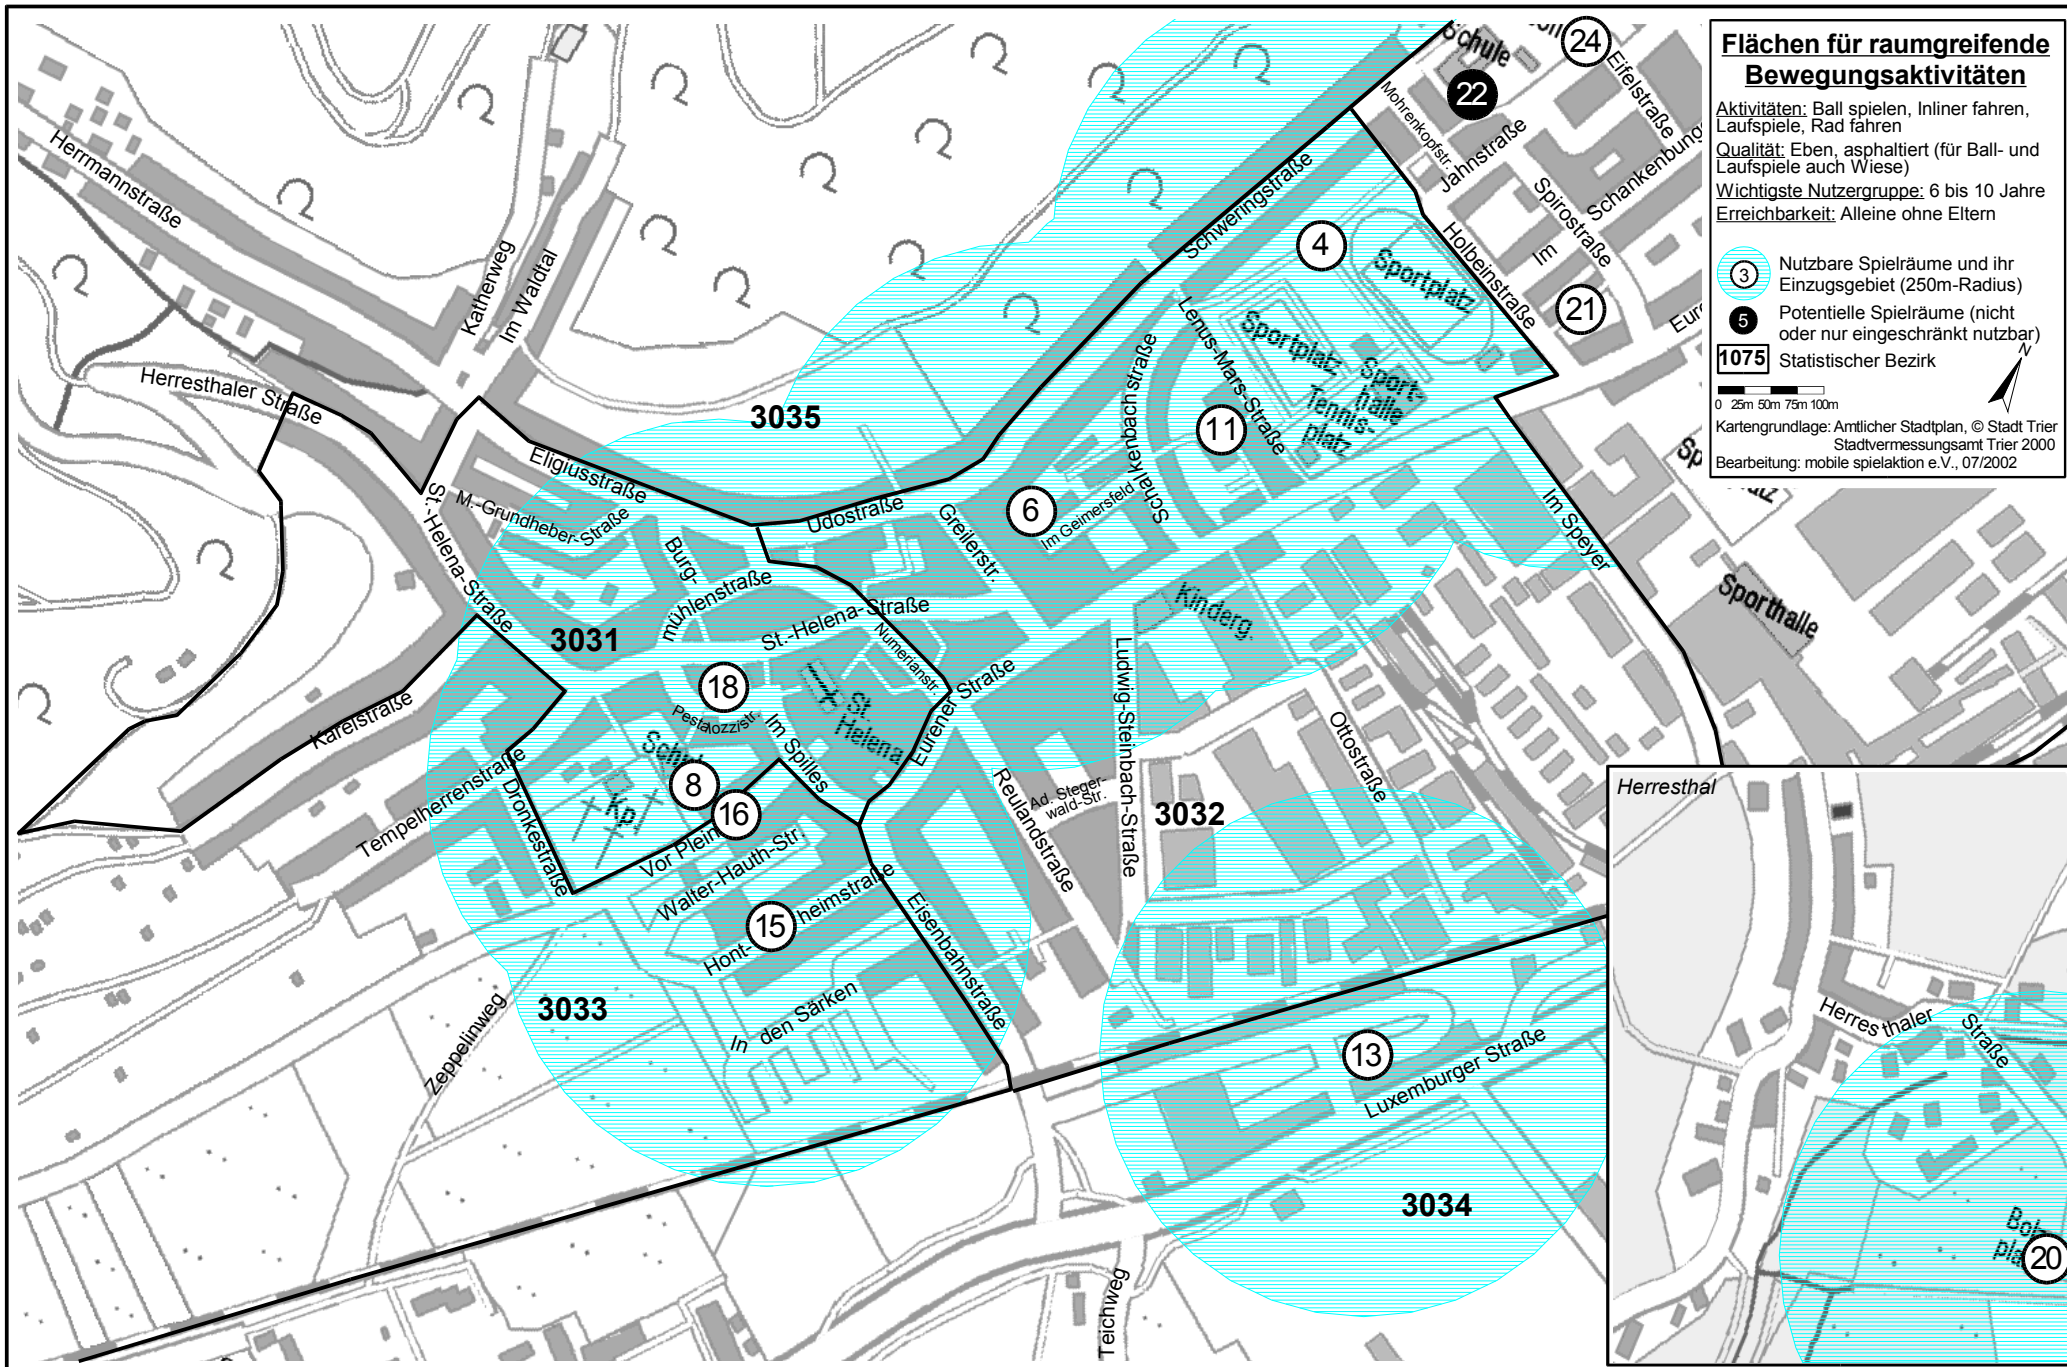 Flächen für raumgreifende
Bewegungsaktivitäten
Aktivitäten: Ball spielen, Inliner fahren,
Laufspiele, Rad fahren
Qualität: Eben, asphaltiert (für Ball- und
Laufspiele auch Wiese)
Wichtigste Nutzergruppe: 6 bis 10 Jahre
Erreichbarkeit: Alleine ohne Eltern
3
Nutzbare Spielräume und ihr
Einzugsgebiet (250m-Radius)
5
Potentielle Spielräume (nicht
oder nur eingeschränkt nutzbar)
1075 Statistischer Bezirk
N
0 25m 50m 75m 100m
Kartengrundlage: Amtlicher Stadtplan, © Stadt Trier
Stadtvermessungsamt Trier 2000
Bearbeitung: mobile spielaktion e.V., 07/2002
Schule
24
22
Eifelstraße
Mohrenkopfstr.
Jahnstraße
Schankenbung
Im
Spirostraße
Holbeinstraße
21
Herrmannstraße
Katherweg
Im Waldtal
Schweringstraße
4
Sportplatz
Sportplatz
Lenus-Mars-Straße
Sport-
halle
Tennis-
platz
Schalkenbachstraße
11
Herresthaler Straße
3035
Eligiusstraße
M.-Grundheber-Straße
St.-Helena-Straße
Udostraße
Greilerstr.
6
Im Geimersfeld
Im Speyer
Sporthalle
Burg-
mühlenstraße
3031
St.-Helena-Straße
Numerianstr.
Kinderg.
Eurener Straße
Ludwig-Steinbach-Straße
18
Pestalozzistr.
St.
Helena
Im Spilles
Karelstraße
Ottostraße
Tempelherrenstraße
Dronkestraße
8
Kp.
16
Vor Plein
Walter-Hauth-Str.
Reulandstraße
Ad. Steger-
wald-Str.
3032
15
Hont-
heimstraße
Eisenbahnstraße
3033
Zeppelinweg
In den Särken
13
Luxemburger Straße
3034
Teichweg
Herresthal
Herresthaler
Straße
20